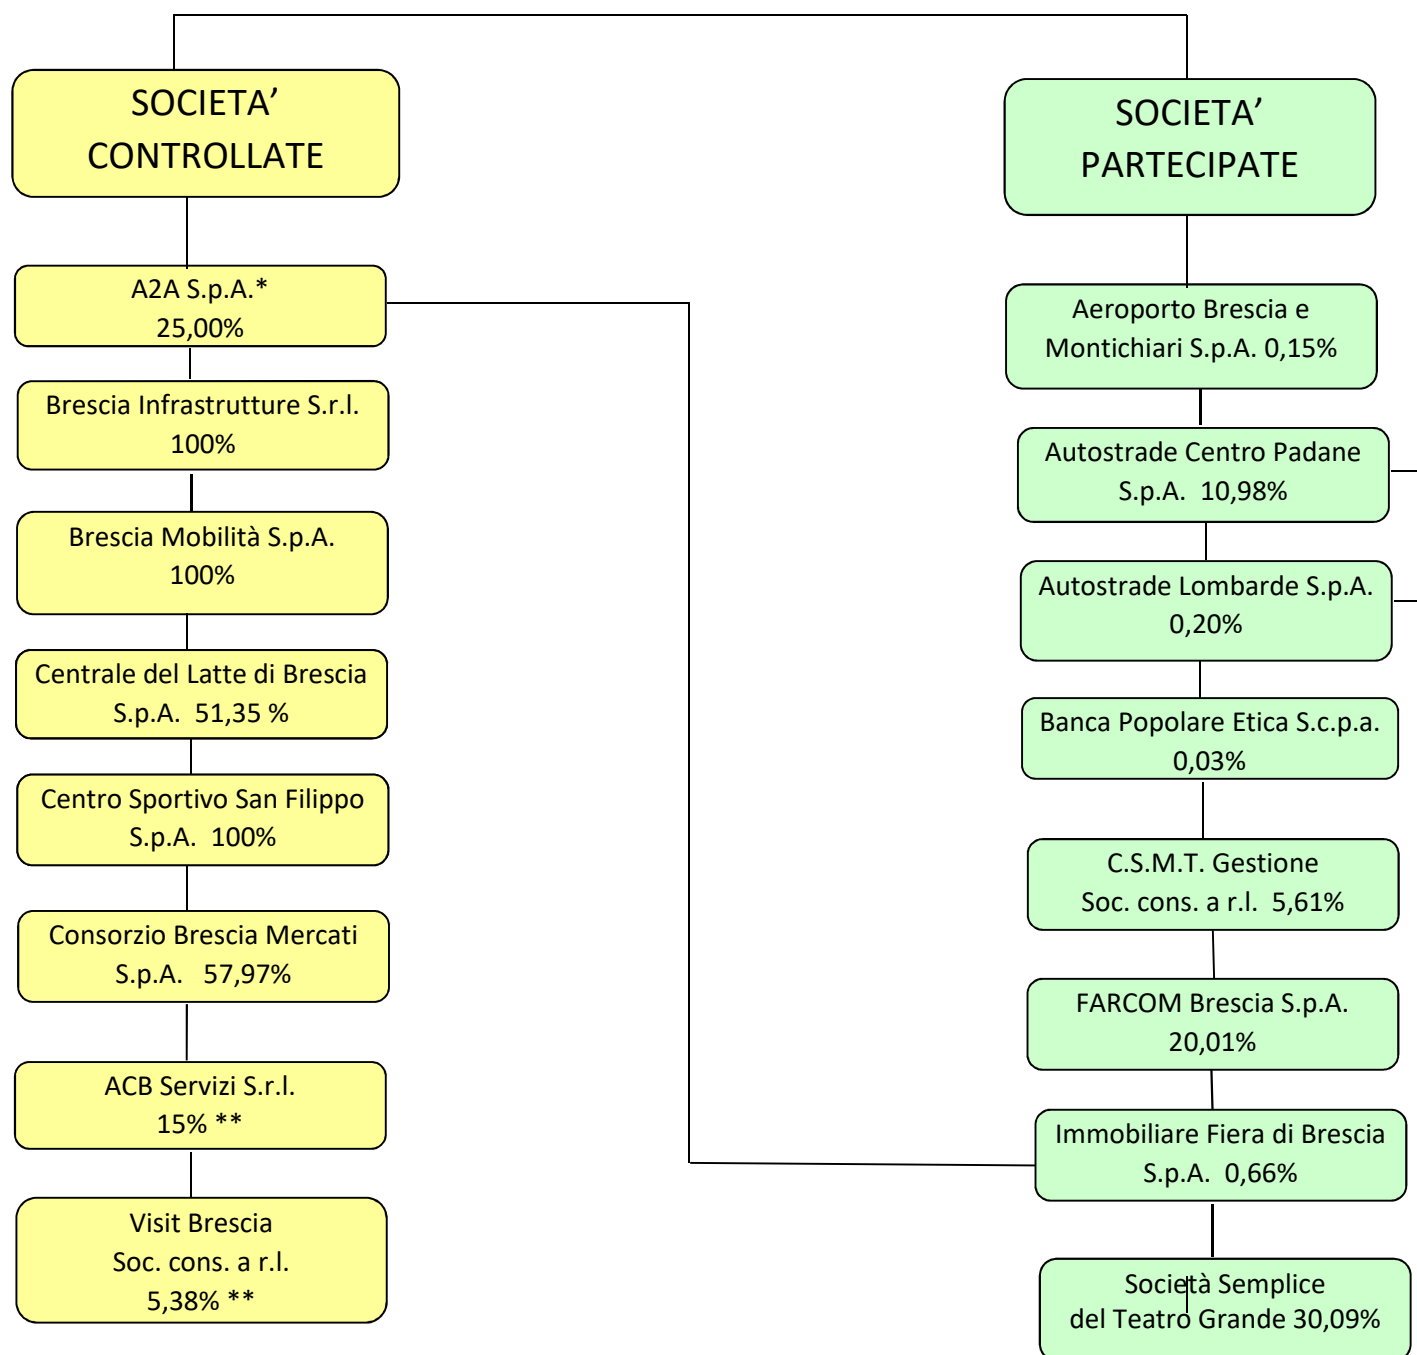 SOCIETA’
CONTROLLATE
A2A S.p.A.*
25,00%
Brescia Infrastrutture S.r.l.
100%
Brescia Mobilità S.p.A.
100%
Centrale del Latte di Brescia
S.p.A. 51,35 %
Centro Sportivo San Filippo
S.p.A. 100%
Consorzio Brescia Mercati
S.p.A. 57,97%
ACB Servizi S.r.l.
15% **
Visit Brescia
Soc. cons. a r.l.
5,38% **
SOCIETA’
PARTECIPATE
Aeroporto Brescia e
Montichiari S.p.A. 0,15%
Autostrade Centro Padane
S.p.A. 10,98%
Autostrade Lombarde S.p.A.
0,20%
Banca Popolare Etica S.c.p.a.
0,03%
C.S.M.T. Gestione
Soc. cons. a r.l. 5,61%
FARCOM Brescia S.p.A.
20,01%
Immobiliare Fiera di Brescia
S.p.A. 0,66%
Società Semplice
del Teatro Grande 30,09%